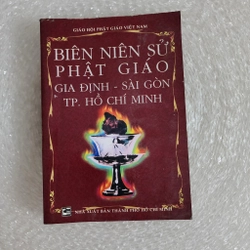 GIÁO HỘI PHẬT GIÁO VIỆT NAM
BIÊN NIÊN SỬ
PHẬT GIÁO
GIA ĐỊNH - SÀI GÒN
TP. HỒ CHÍ MINH
NHÀ XUẤT BẢN THÀNH PHỐ HỒ CHÍ MINH